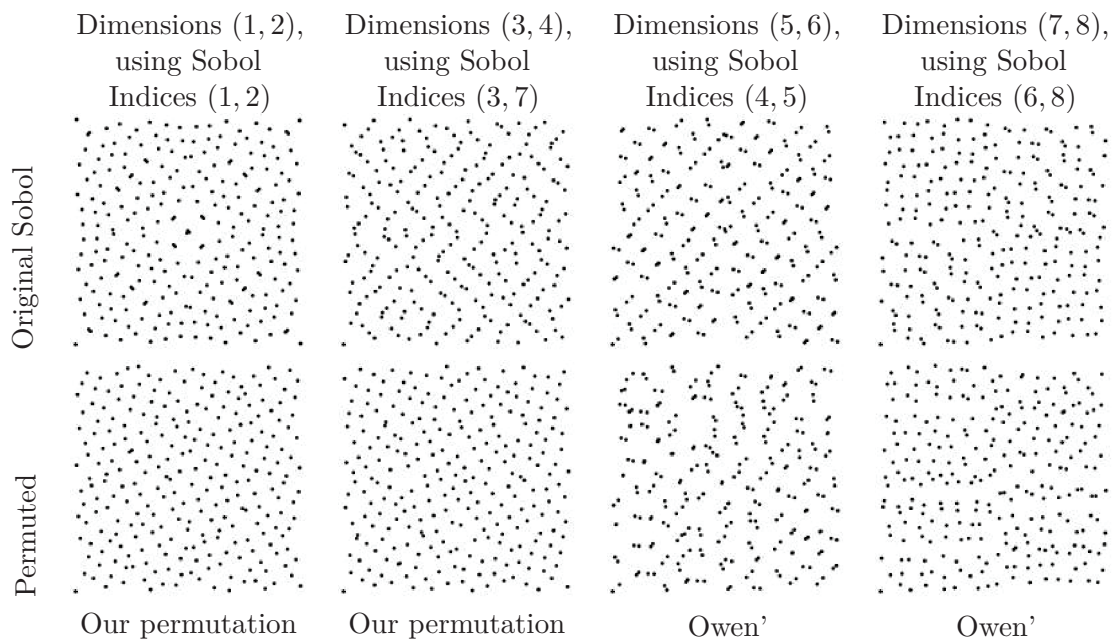 Dimensions (1, 2),
using Sobol
Indices (1, 2)
Dimensions (3, 4),
using Sobol
Indices (3, 7)
Dimensions (5, 6),
using Sobol
Indices (4, 5)
Dimensions (7, 8),
using Sobol
Indices (6, 8)
Original Sobol
Permuted
Our permutation
Our permutation
Owen'
Owen'